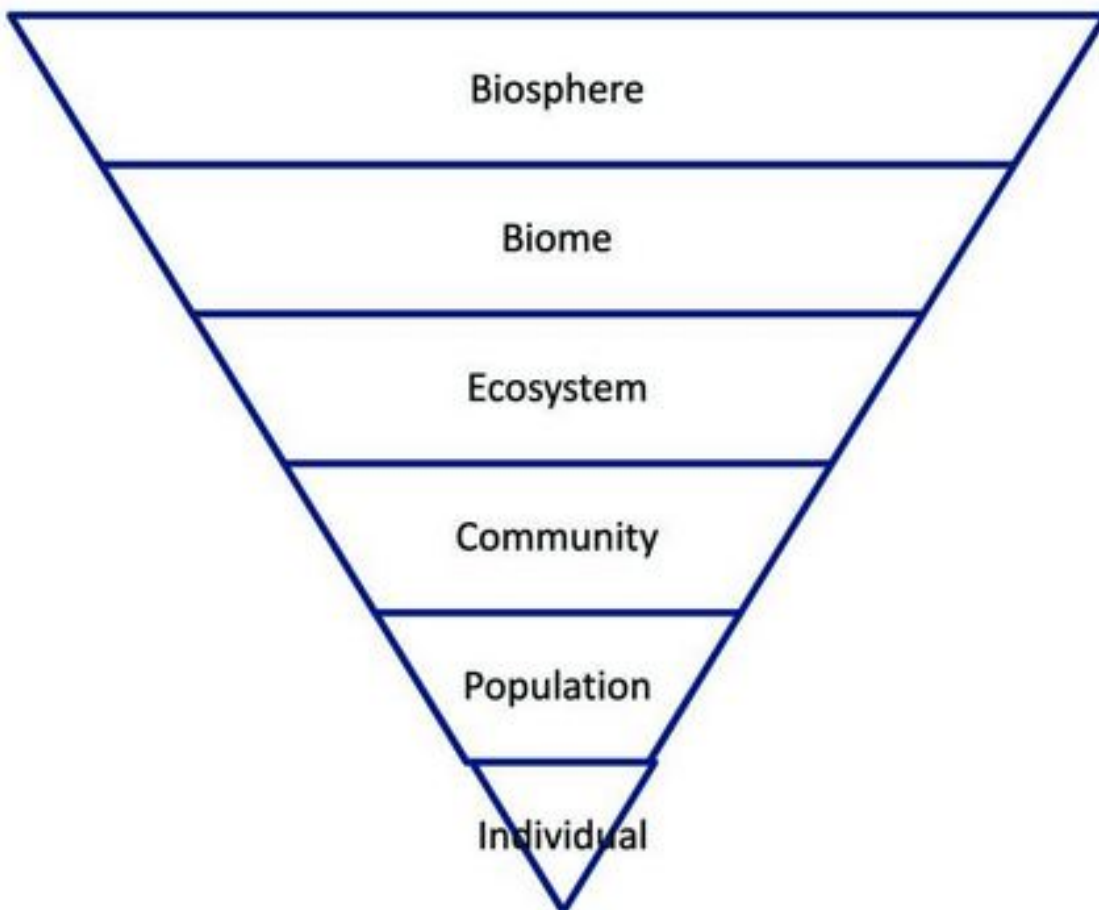 Biosphere
Biome
Ecosystem
Community
Population
Individual